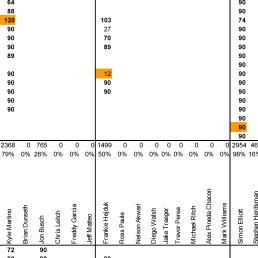 64 90
88 90
120 103 74
90 27 90
90 70 90
90 89 90
89 90
90
90 12 90
90 90 90
90 90 90
90 90
90 90
90
90
90
2368 0 765 0 0 0 1499 0 0 0 0 0 0 0 0 2954 46
79% 0% 26% 0% 0% 0% 50% 0% 0% 0% 0% 0% 0% 0% 0% 98% 16%
Kyle Martino
Brian Dunseth
Jon Busch
Chris Leitch
Freddy Garcia
Jeff Matteo
Frankie Hejduk
Ross Paule
Nelson Akwari
Diego Walsh
Jake Traeger
Trevor Perea
Michael Ritch
Alex Pineda Chacon
Mark Williams
Simon Elliott
Stephen Herdsman
72 90